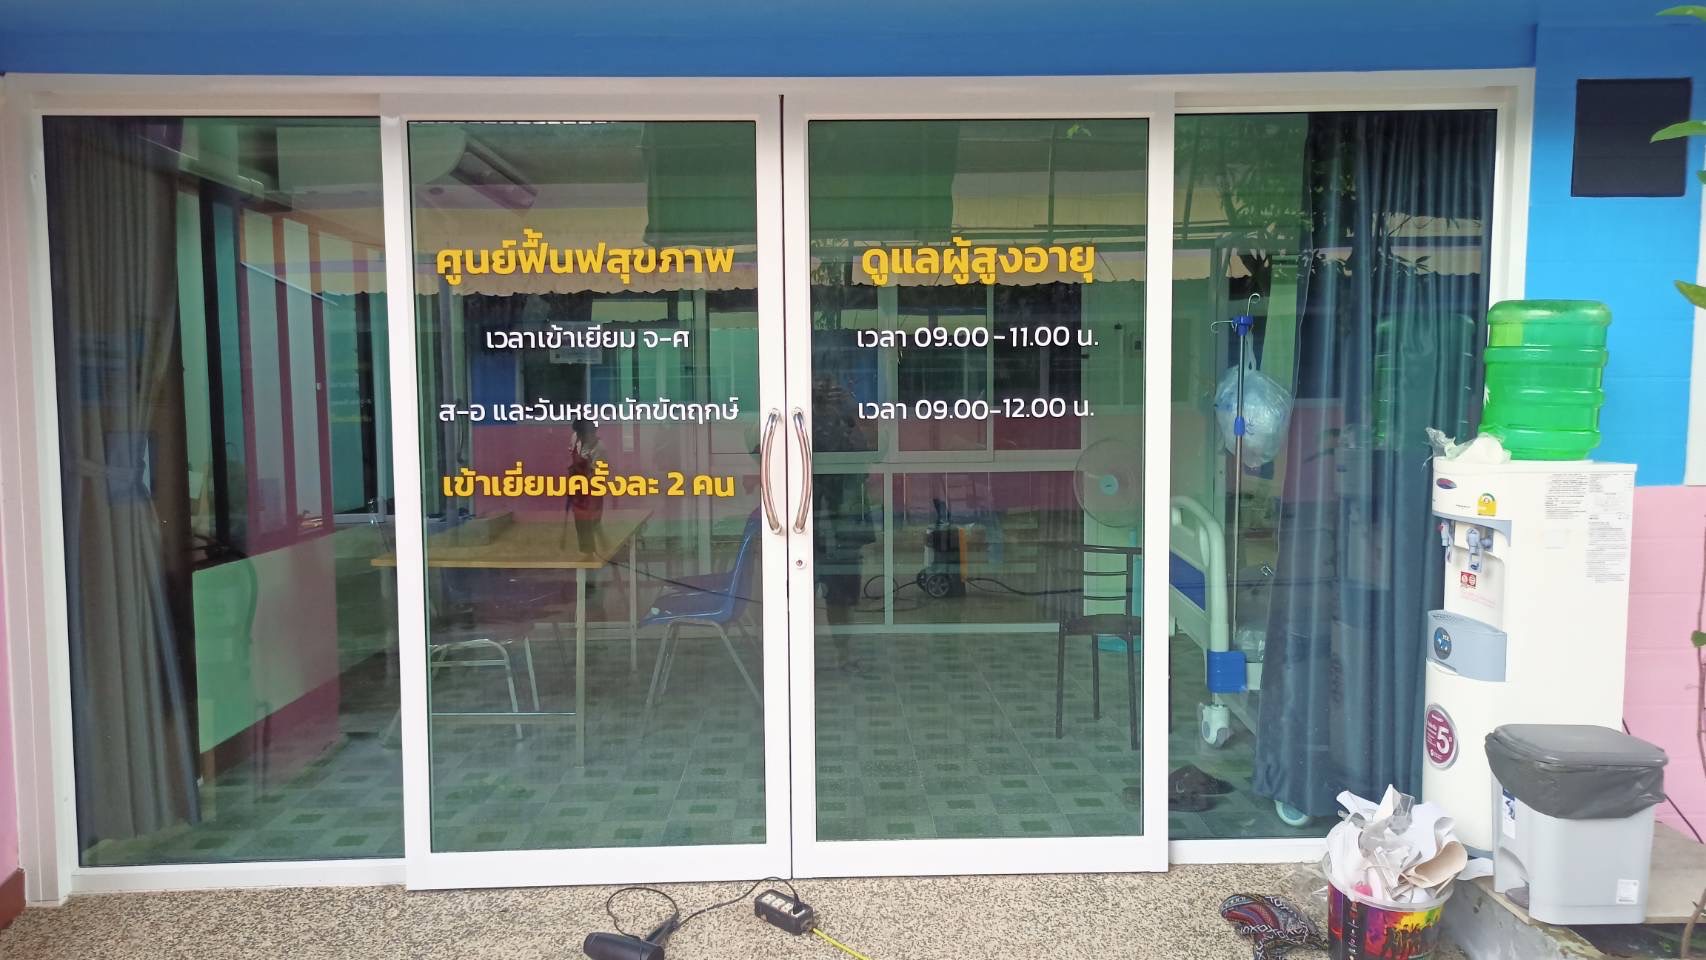 ศูนย์ฟื้นฟสุขภาพ ดูแลผู้สูงอายุ
เวลาเข้าเยียม จ-ศ เวลา 09.00-11.00 น.
ส-อ และวันหยุดนักขัตฤกษ์ เวลา 09.00-12.00 น.
เข้าเยี่ยมครั้งละ 2 คน
5